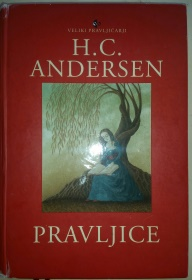 VELIKI PRAVLJIČARJI
H.C.
ANDERSEN
PRAVLJICE